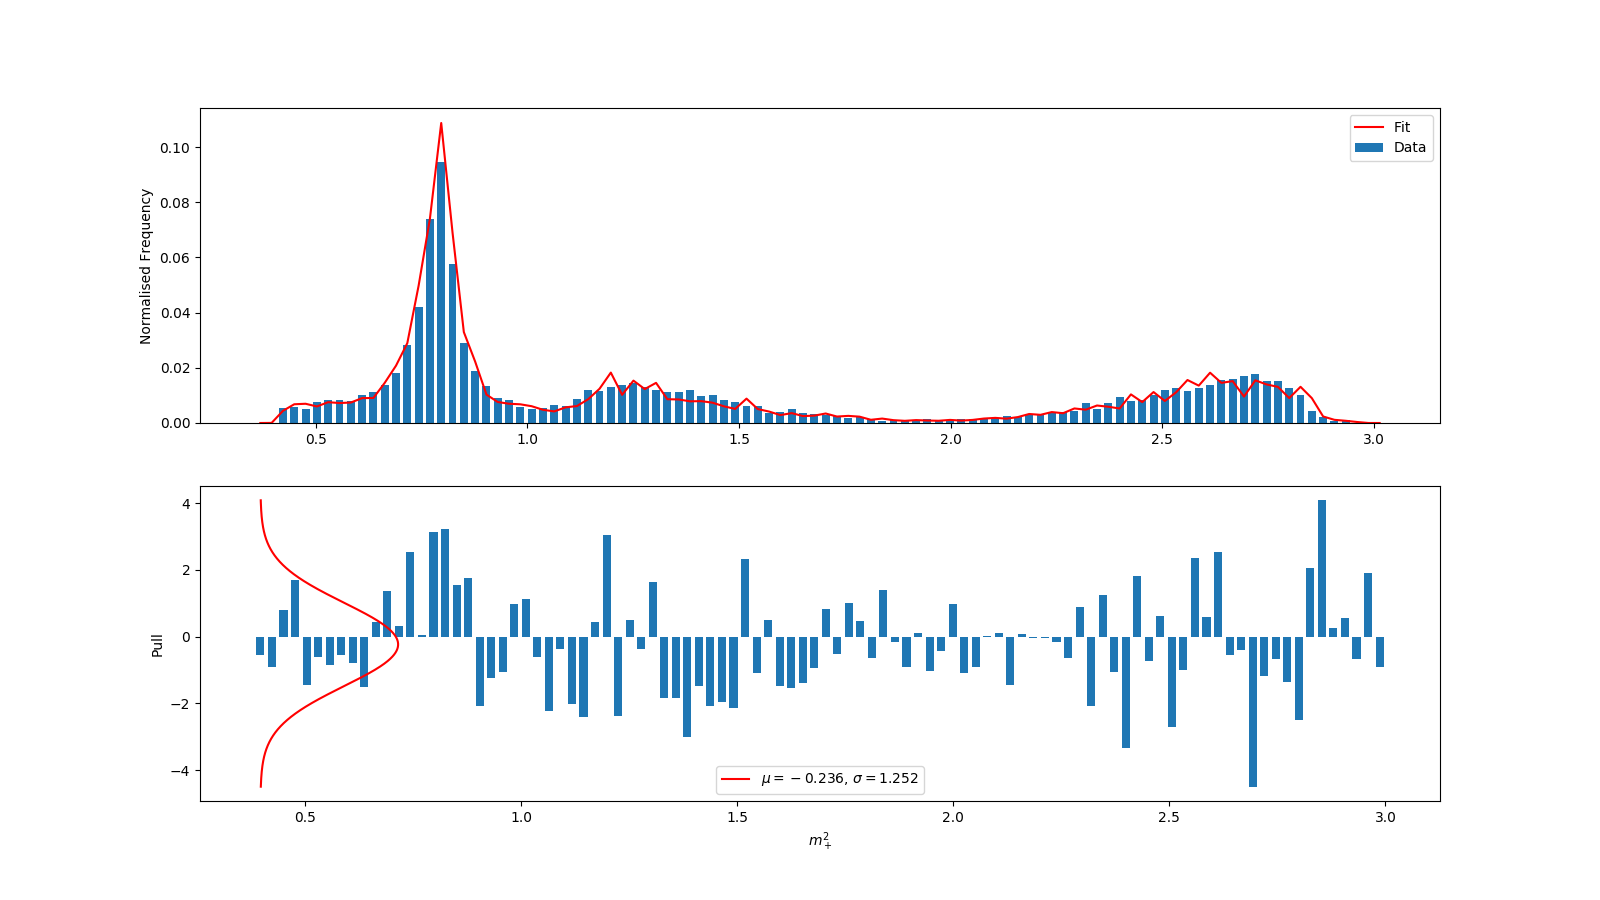 Normalised Frequency
0.10
0.08
0.06
0.04
0.02
0.00
Fit
Data
0.5 1.0 1.5 2.0 2.5 3.0
Pull
4
2
0
−2
−4
μ = −0.236, σ = 1.252
0.5 1.0 1.5 2.0 2.5 3.0
m²₊